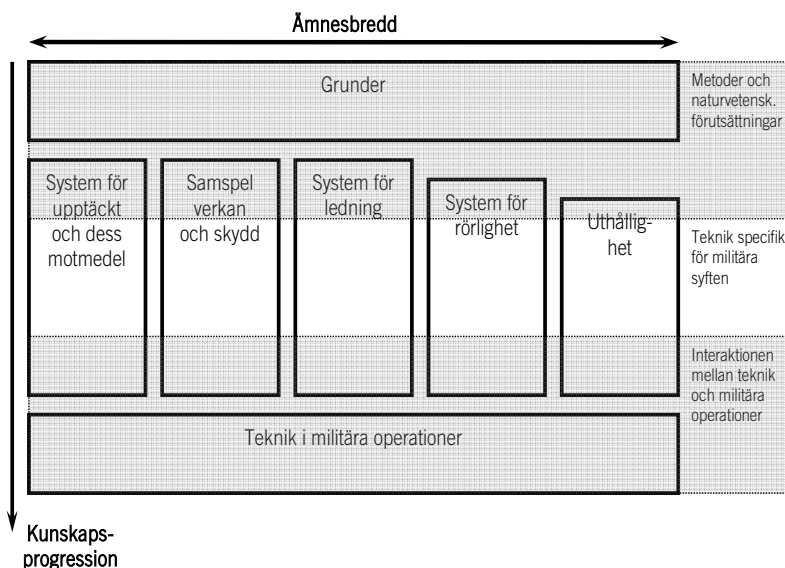 Ämnesbredd
Grunder
Metoder och
naturvetensk.
förutsättningar
System för
upptäckt
och dess
motmedel
Samspel
verkan
och skydd
System för
ledning
System för
rörlighet
Uthållig-
het
Teknik specifik
för militära
syften
Interaktionen
mellan teknik
och militära
operationer
Teknik i militära operationer
Kunskaps-
progression